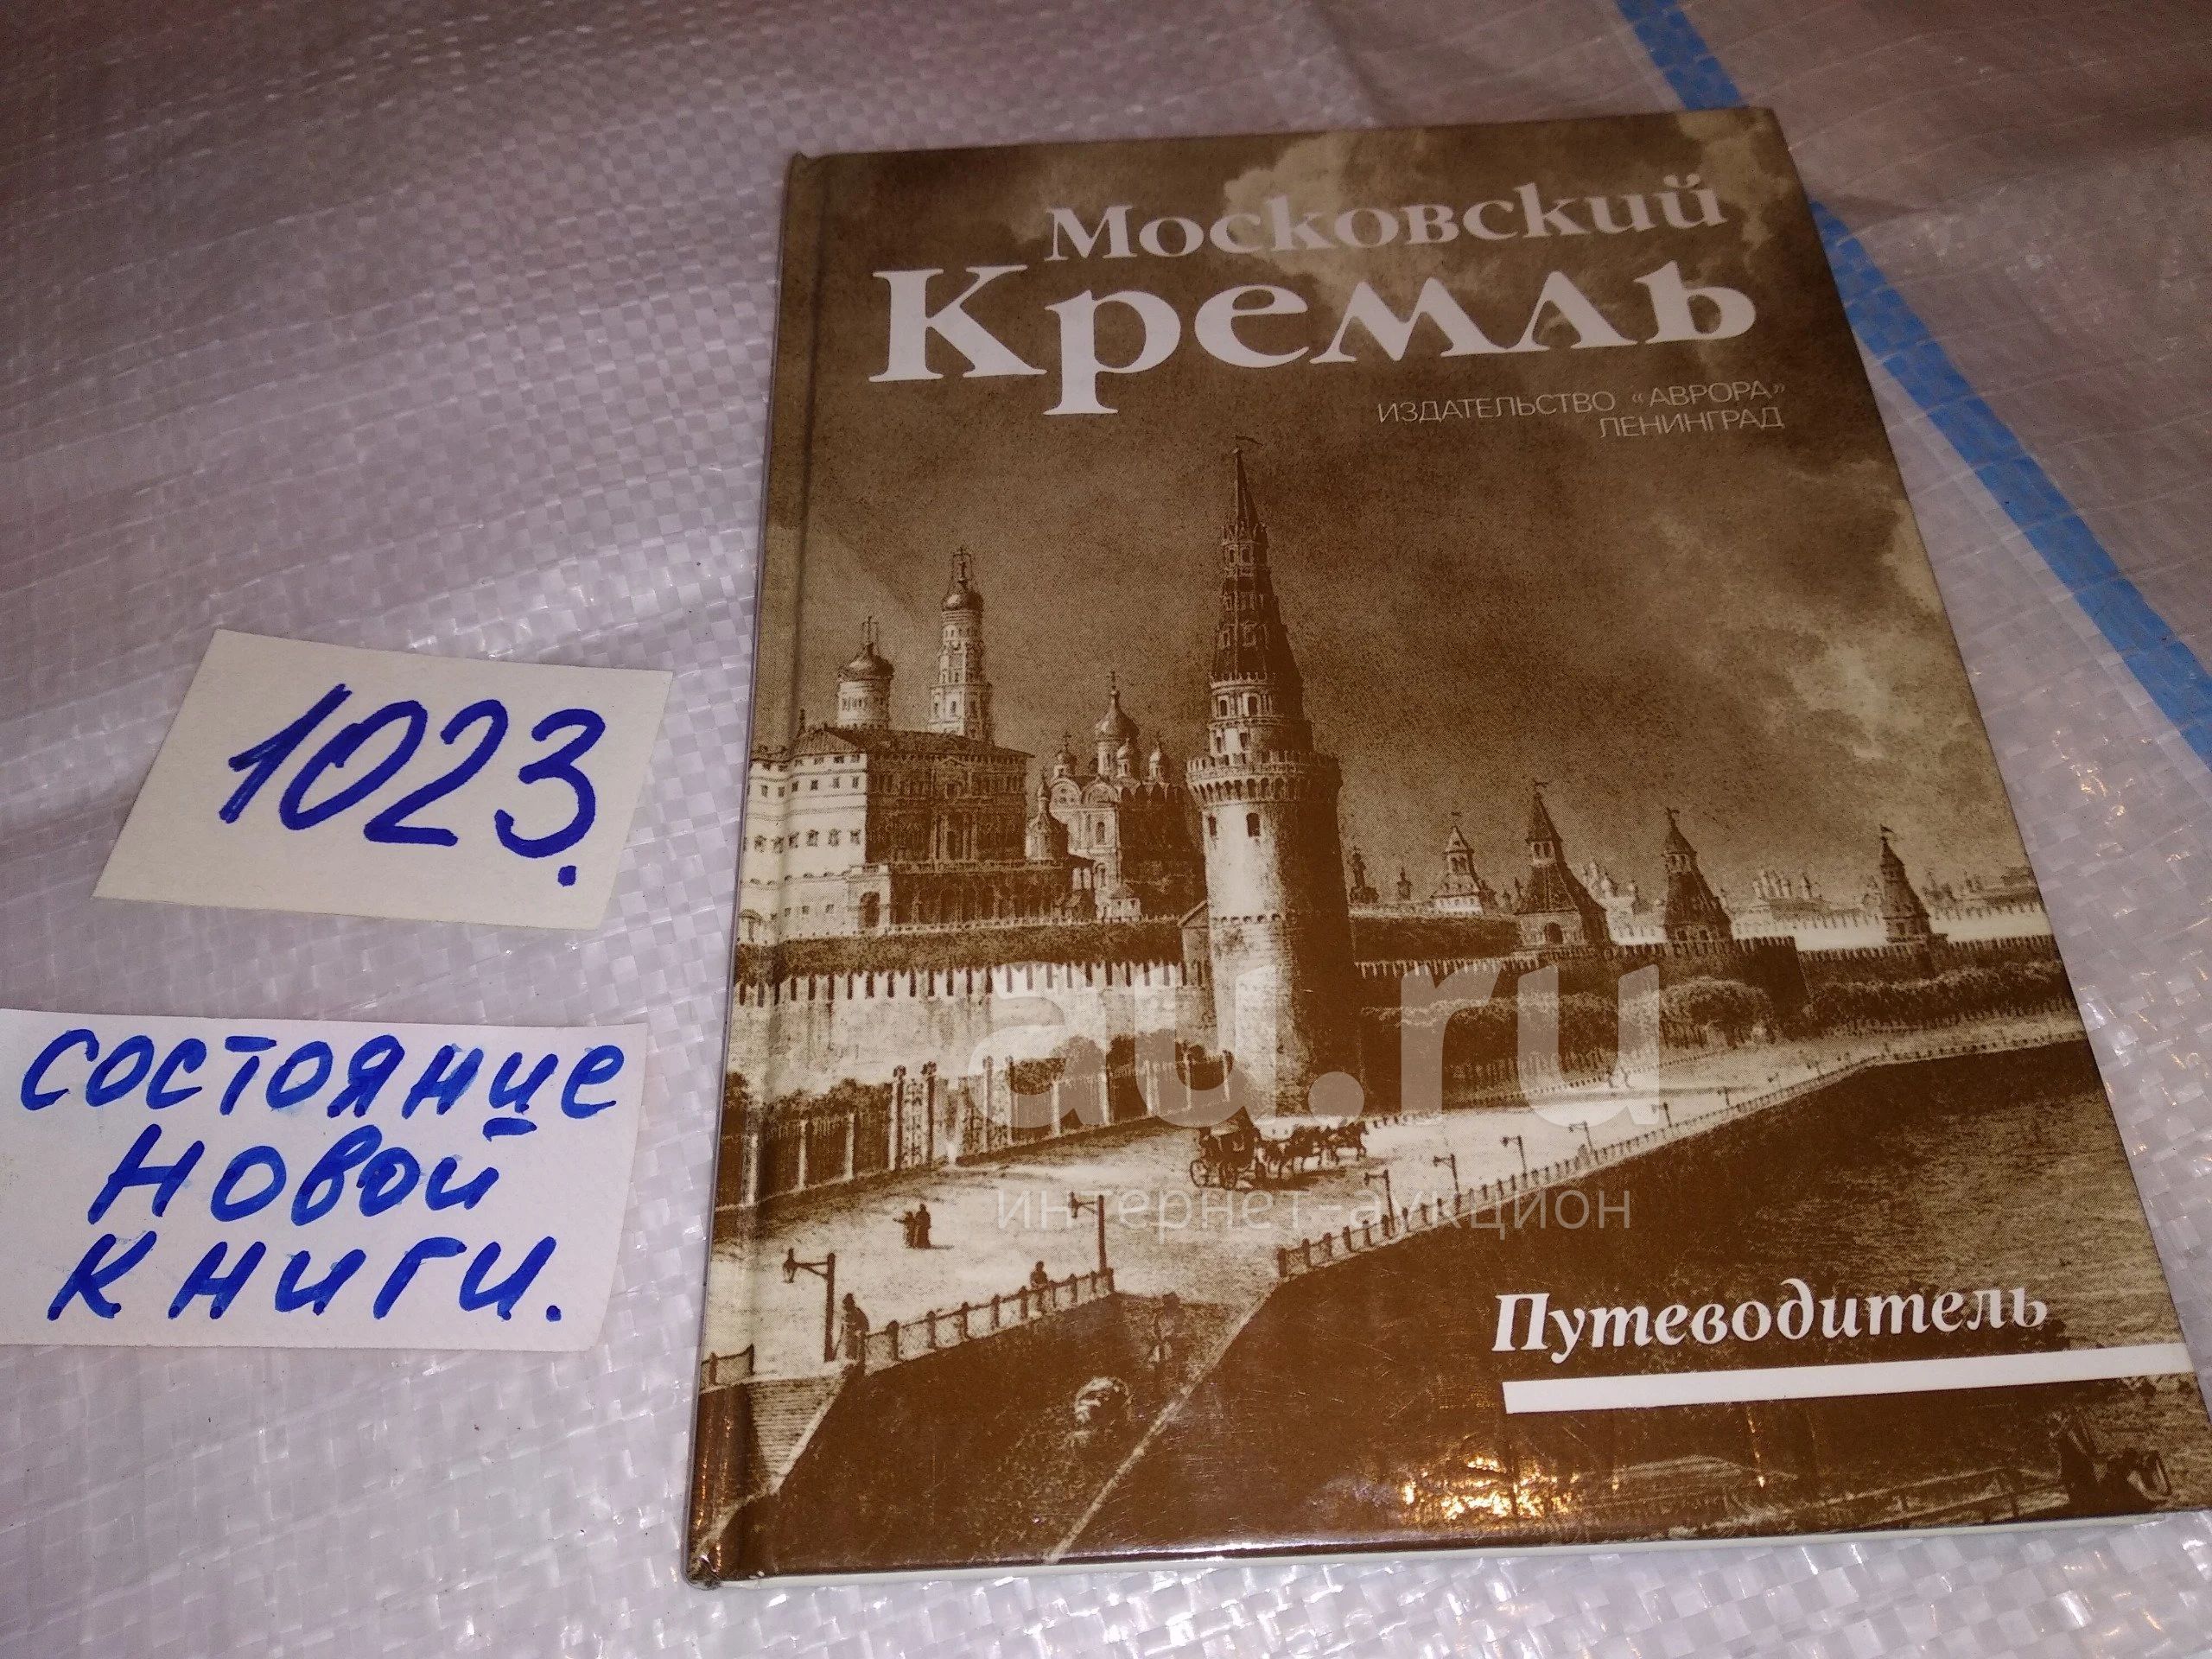 Московский
Кремль
ИЗДАТЕЛЬСТВО «АВРОРА»
ЛЕНИНГРАД
1023.
состояние
новой
книги.
au.ru
интернет-аукцион
Путеводитель